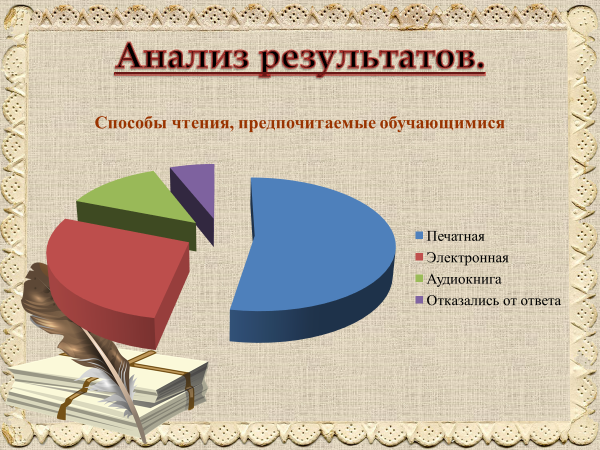 Анализ результатов.
Способы чтения, предпочитаемые обучающимися
Печатная
Электронная
Аудиокнига
Отказались от ответа